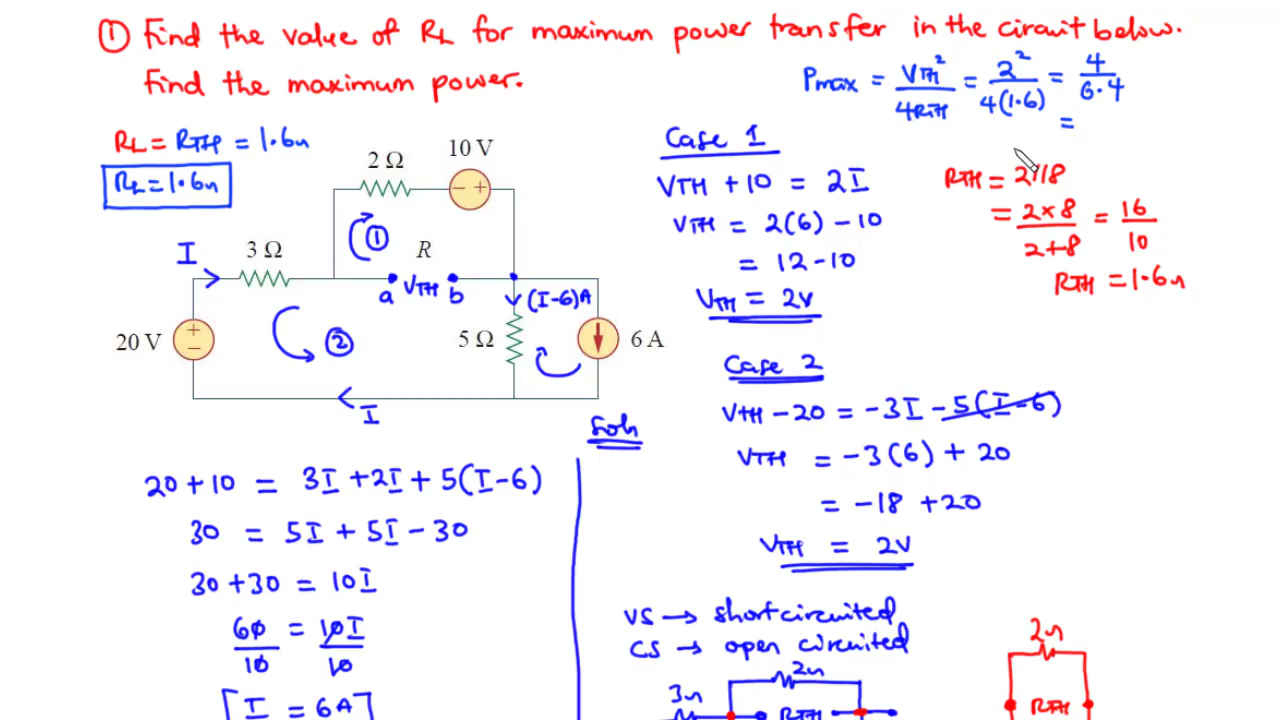 ① Find the value of RL for maximum power transfer in the circuit below.
Find the maximum power.
Pmax = VTH² / 4RTH = 2² / 4(1.6) = 4 / 6.4
=
RL = RTH = 1.6Ω
RL = 1.6Ω
2 Ω
10 V
− +
①
I
3 Ω
R
a VTH b
(I-6)A
20 V
+
−
②
5 Ω
6 A
I
Case 1
VTH + 10 = 2I
VTH = 2(6) - 10
= 12 - 10
VTH = 2V
RTH = 2//8
= 2 × 8 / 2+8 = 16 / 10
RTH = 1.6Ω
Case 2
VTH - 20 = -3I - 5(I-6)
VTH = -3(6) + 20
= -18 + 20
VTH = 2V
Soln
20 + 10 = 3I + 2I + 5(I-6)
30 = 5I + 5I - 30
30 + 30 = 10I
60 / 10 = 10I / 10
I = 6A
VS → short circuited
CS → open circuited
2Ω
3Ω
RTH
2Ω
RTH